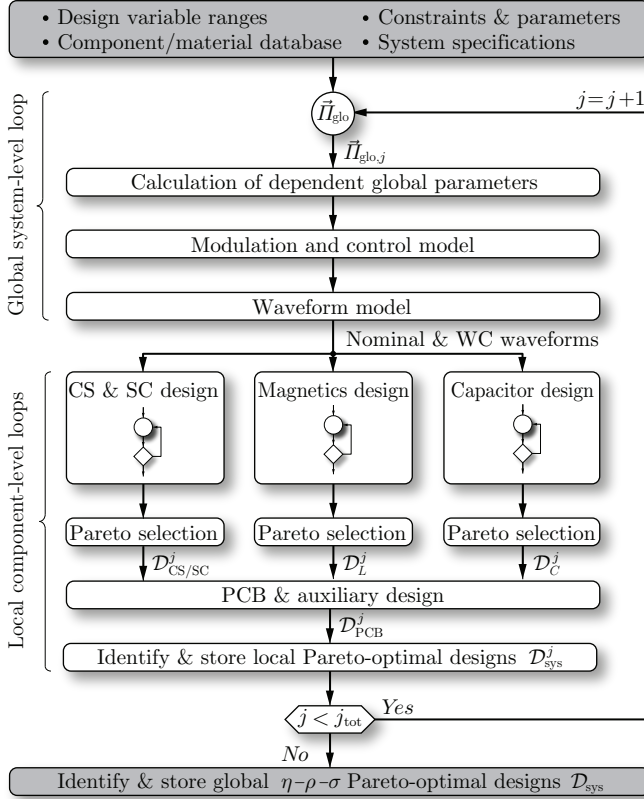 • Design variable ranges • Constraints & parameters
• Component/material database • System specifications
j=j+1
Π⃗glo
Π⃗glo,j
Global system-level loop
Calculation of dependent global parameters
Modulation and control model
Waveform model
Nominal & WC waveforms
Local component-level loops
CS & SC design Magnetics design Capacitor design
Pareto selection Pareto selection Pareto selection
𝒟ʲCS/SC 𝒟ʲL 𝒟ʲC
PCB & auxiliary design
𝒟ʲPCB
Identify & store local Pareto-optimal designs 𝒟ʲsys
j < jtot Yes
No
Identify & store global η–ρ–σ Pareto-optimal designs 𝒟sys